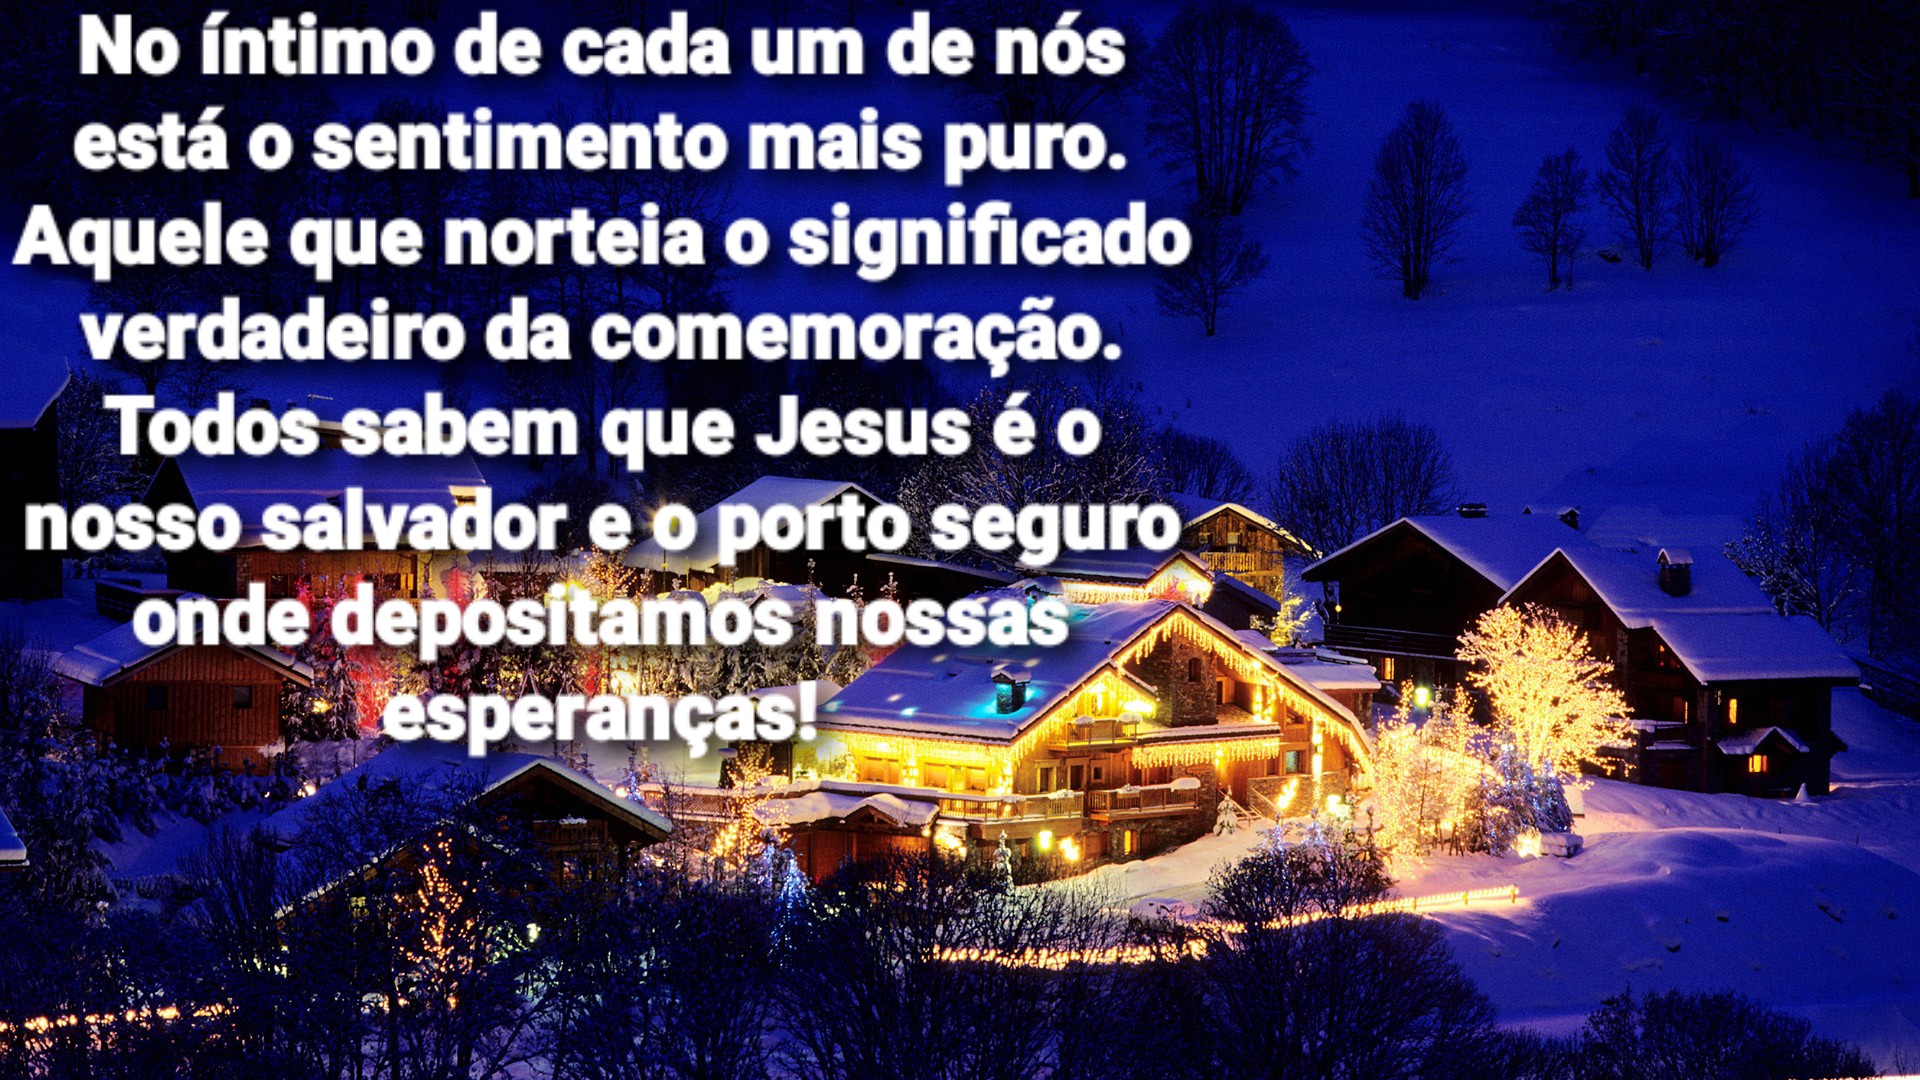 No íntimo de cada um de nós
está o sentimento mais puro.
Aquele que norteia o significado
verdadeiro da comemoração.
Todos sabem que Jesus é o
nosso salvador e o porto seguro
onde depositamos nossas
esperanças!